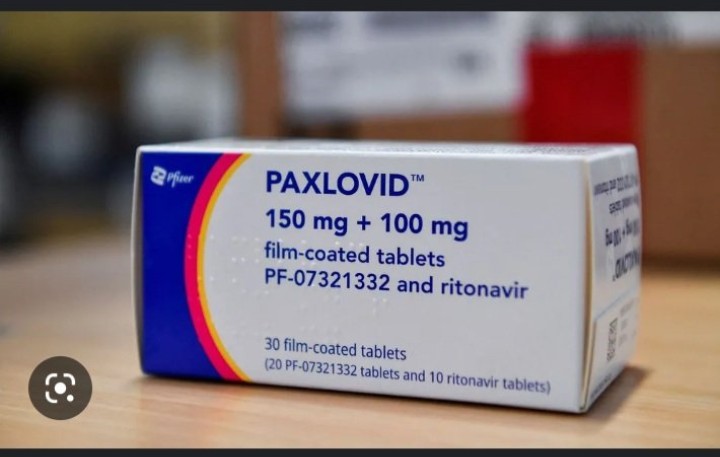 Pfizer
PAXLOVID™
150 mg + 100 mg
film-coated tablets
PF-07321332 and ritonavir
30 film-coated tablets
(20 PF-07321332 tablets and 10 ritonavir tablets)